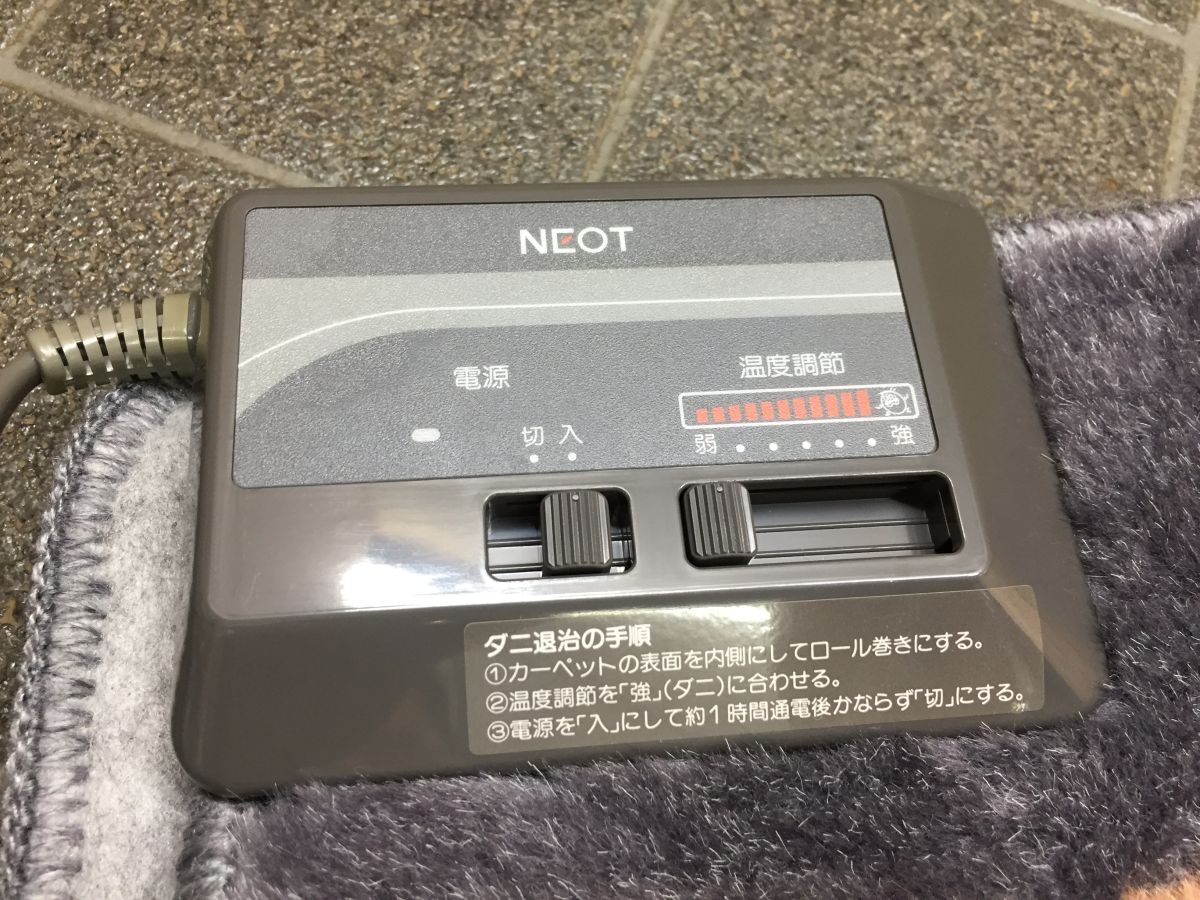 NEOT
電源
温度調節
切 入
弱 強
ダニ退治の手順
①カーペットの表面を内側にしてロール巻きにする。
②温度調節を「強」(ダニ)に合わせる。
③電源を「入」にして約1時間通電後かならず「切」にする。